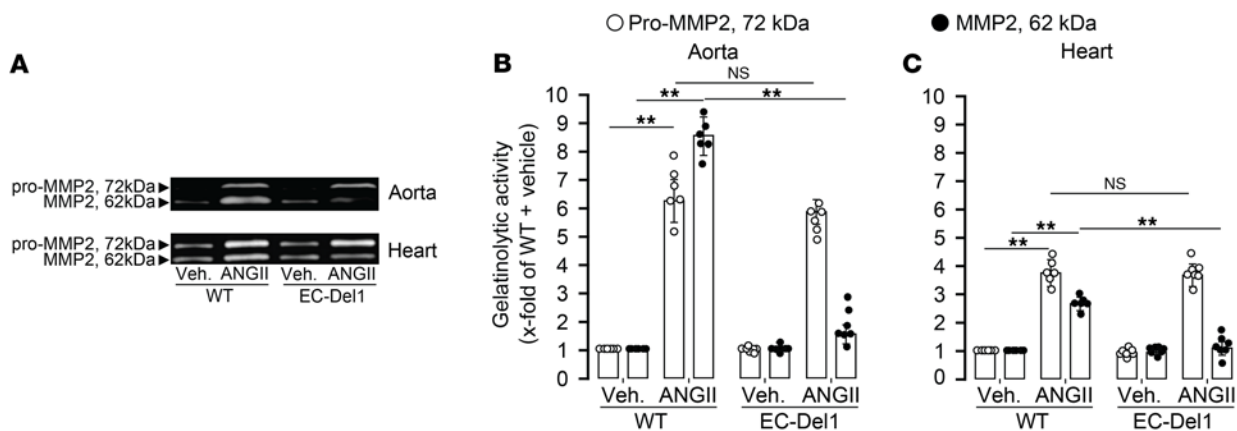 ○ Pro-MMP2, 72 kDa ● MMP2, 62 kDa
A
B Aorta
C Heart
pro-MMP2, 72kDa▶ Aorta
MMP2, 62kDa▶
pro-MMP2, 72kDa▶ Heart
MMP2, 62kDa▶
Veh. ANGII Veh. ANGII
WT EC-Del1
Gelatinolytic activity
(x-fold of WT + vehicle)
NS
** **
**
10
9
8
7
6
5
4
3
2
1
0
Veh. ANGII Veh. ANGII
WT EC-Del1
NS
** **
**
10
9
8
7
6
5
4
3
2
1
0
Veh. ANGII Veh. ANGII
WT EC-Del1